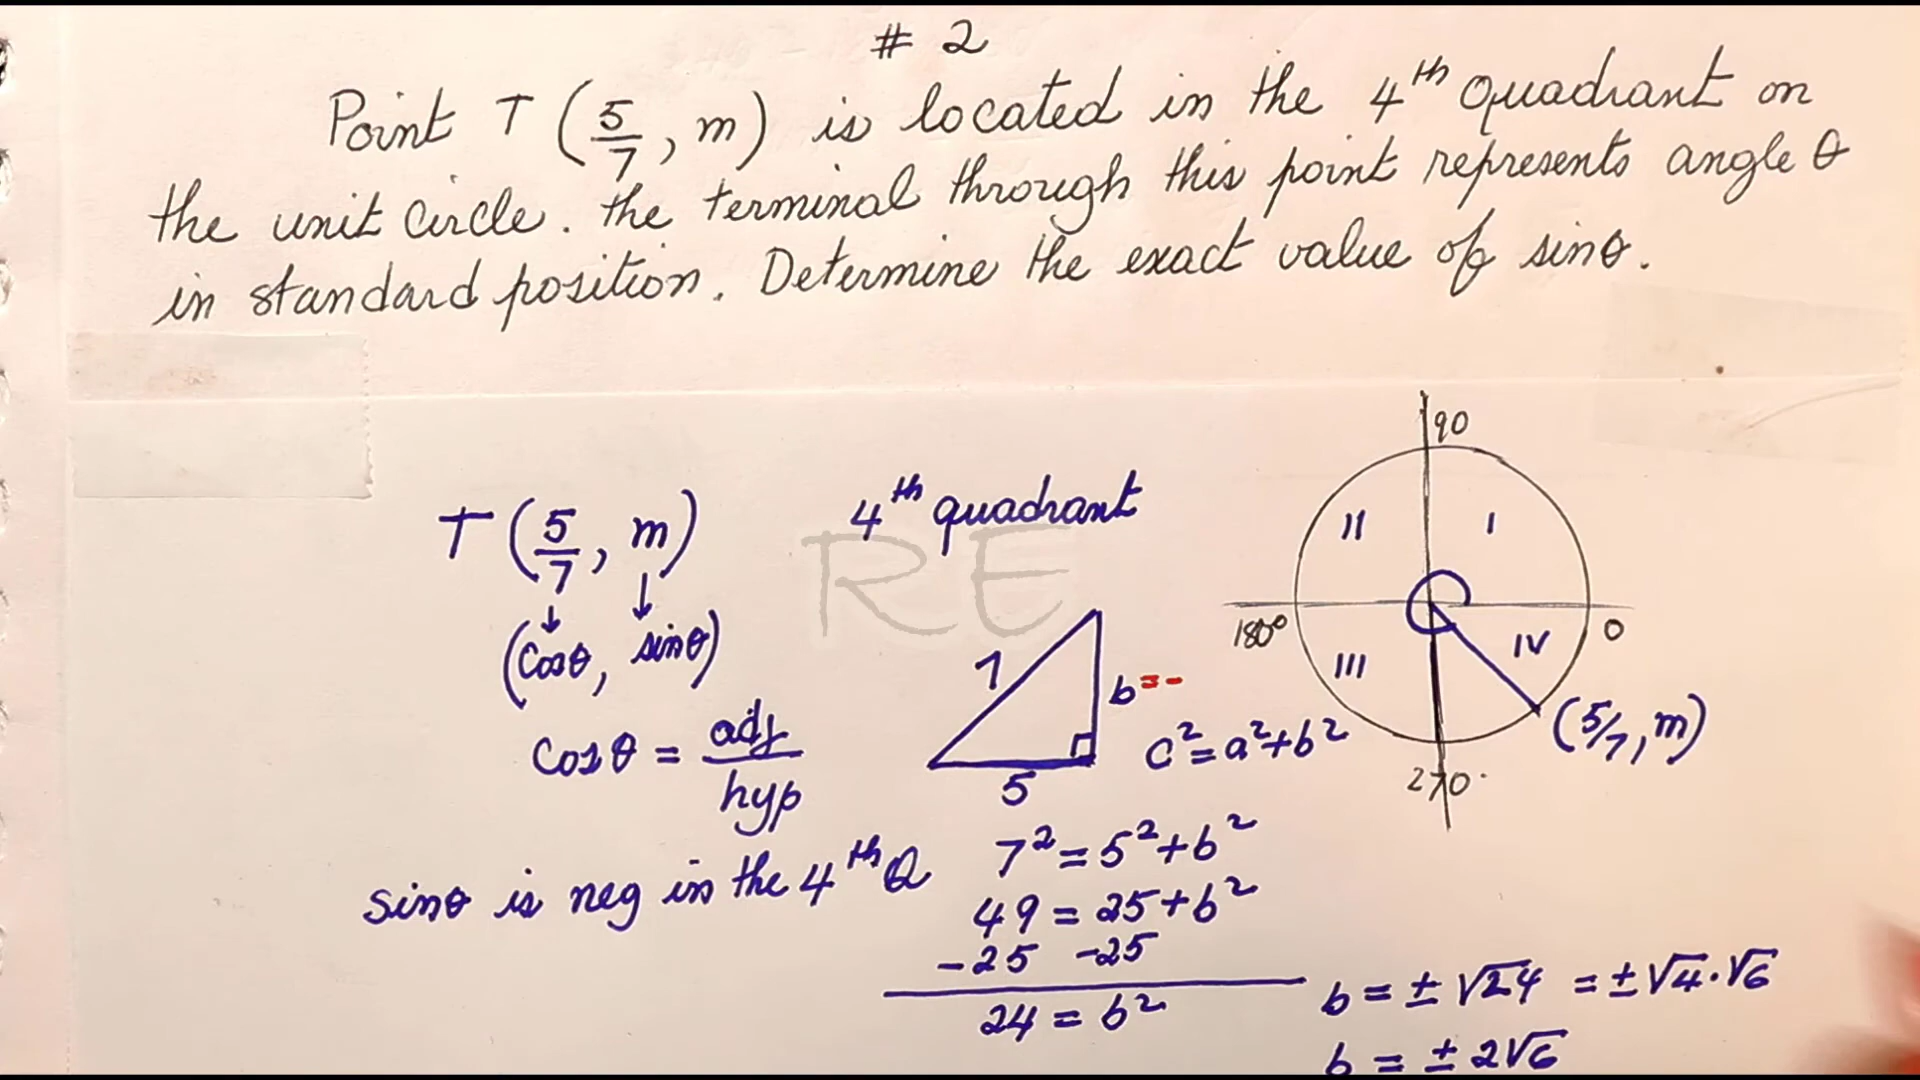 # 2
Point T (5/7, m) is located in the 4th quadrant on
the unit circle. the terminal through this point represents angle θ
in standard position. Determine the exact value of sinθ.
90
II
I
180°
0
III
IV
270
(5/7, m)
T (5/7, m)
4th quadrant
RE
(cosθ, sinθ)
7
b = -
5
cosθ = adj/hyp
c² = a² + b²
sinθ is neg in the 4th Q
7² = 5² + b²
49 = 25 + b²
-25 -25
24 = b²
b = ± √24 = ± √4 · √6
b = ± 2√6